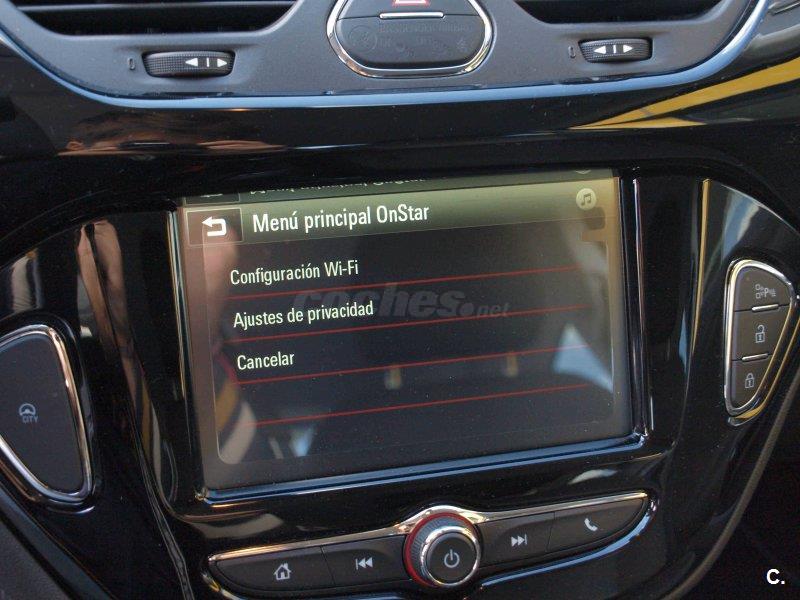 Menú principal OnStar
Configuración Wi-Fi
coches.net
Ajustes de privacidad
Cancelar
CITY
C.